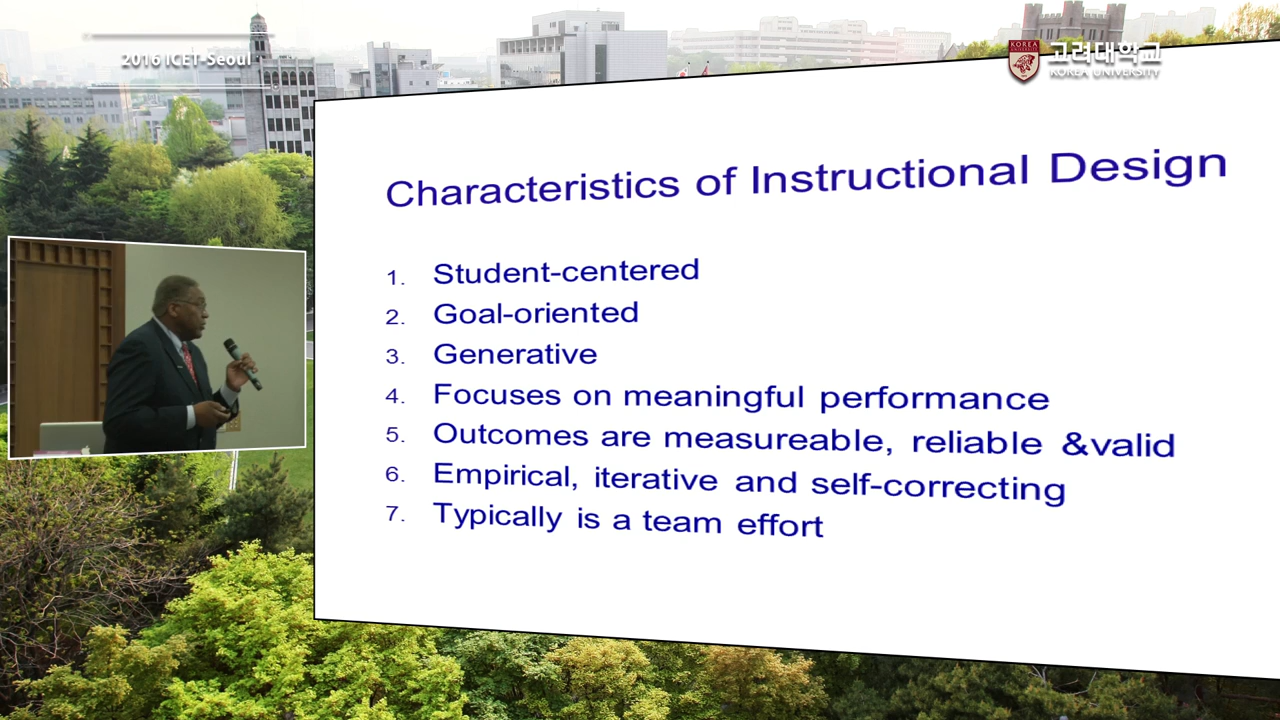 2016 ICET-Seoul
KOREA
UNIVERSITY
고려대학교
KOREA UNIVERSITY
Characteristics of Instructional Design
1. Student-centered
2. Goal-oriented
3. Generative
4. Focuses on meaningful performance
5. Outcomes are measureable, reliable &valid
6. Empirical, iterative and self-correcting
7. Typically is a team effort